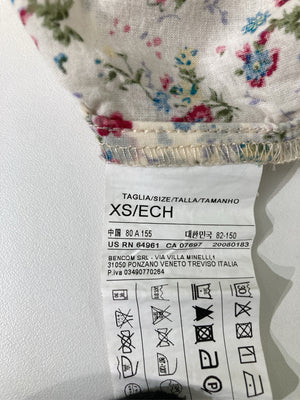 TAGLIA/SIZE/TALLA/TAMANHO
XS/ECH
中国 80 A 155 대한민국 82-150
US RN 64961 CA 07697 20060183
BENCOM SRL - VIA VILLA MINELLI,1
31050 PONZANO VENETO TREVISO ITALIA
P.iva 03490770264